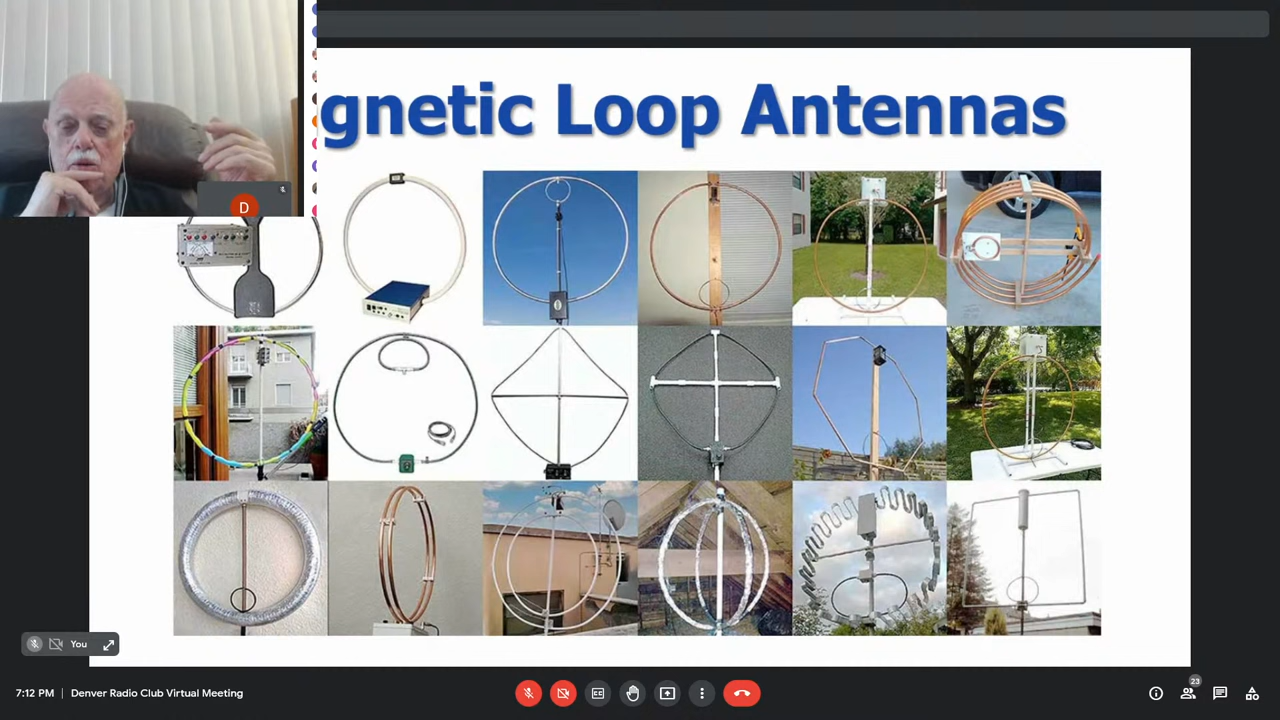 gnetic Loop Antennas
D
You
23
7:12 PM | Denver Radio Club Virtual Meeting